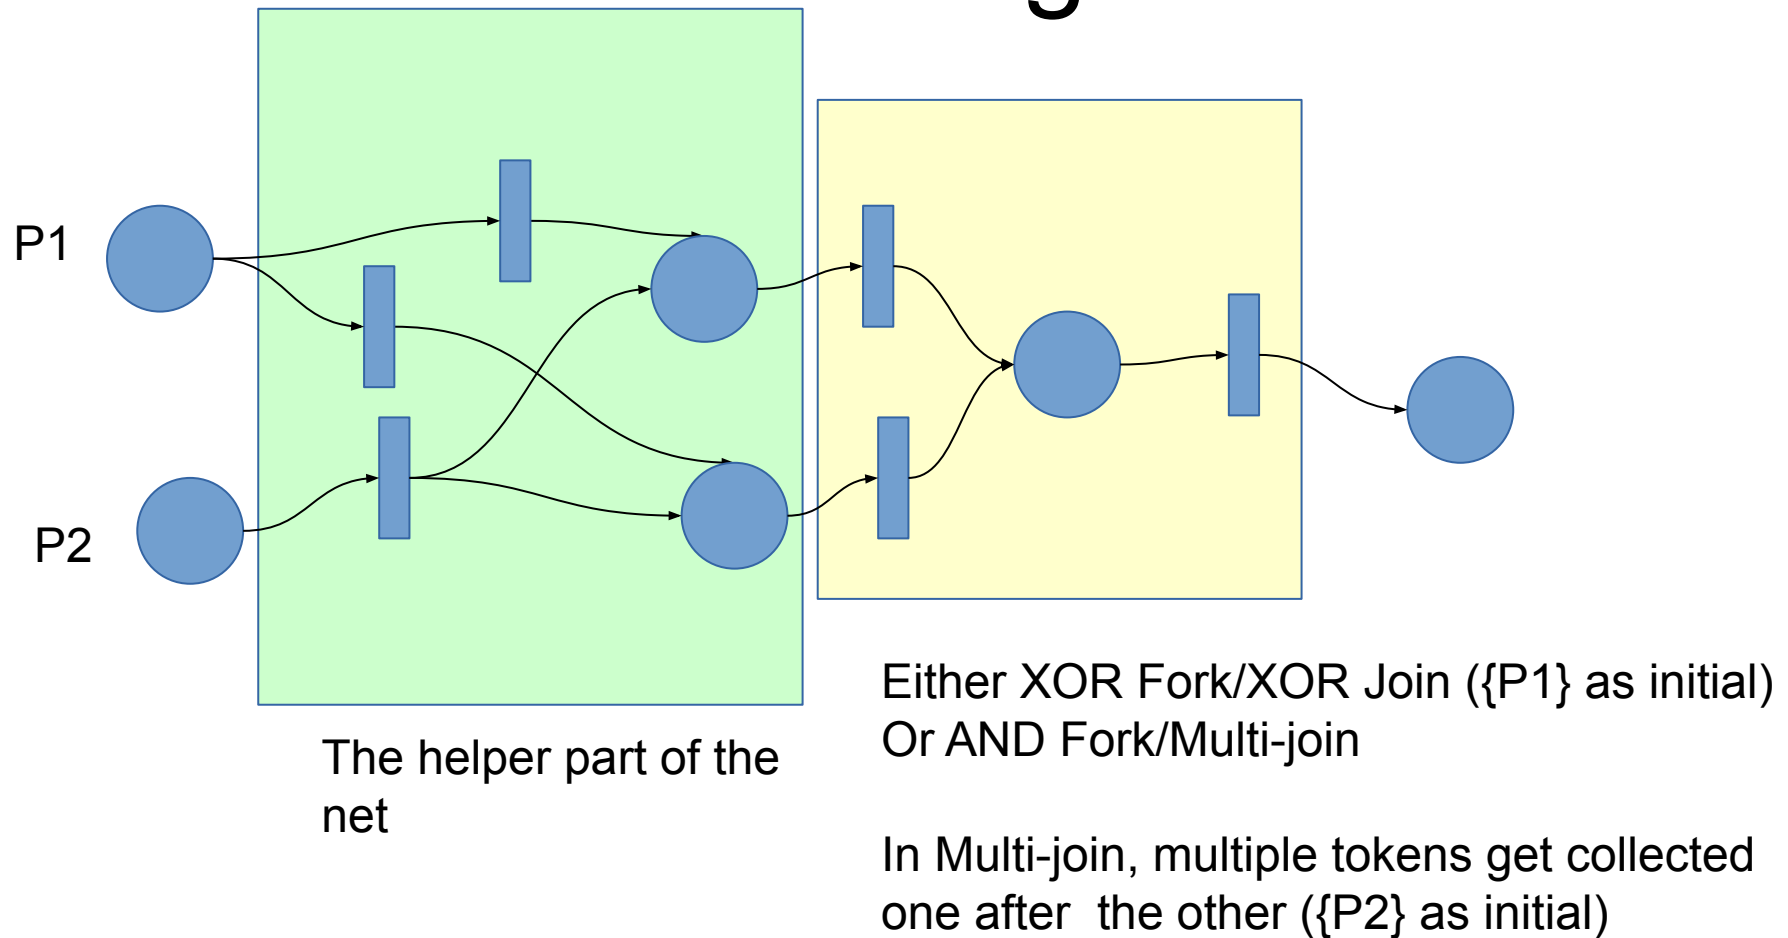 P1
P2
The helper part of the
net
Either XOR Fork/XOR Join ({P1} as initial)
Or AND Fork/Multi-join
In Multi-join, multiple tokens get collected
one after  the other ({P2} as initial)